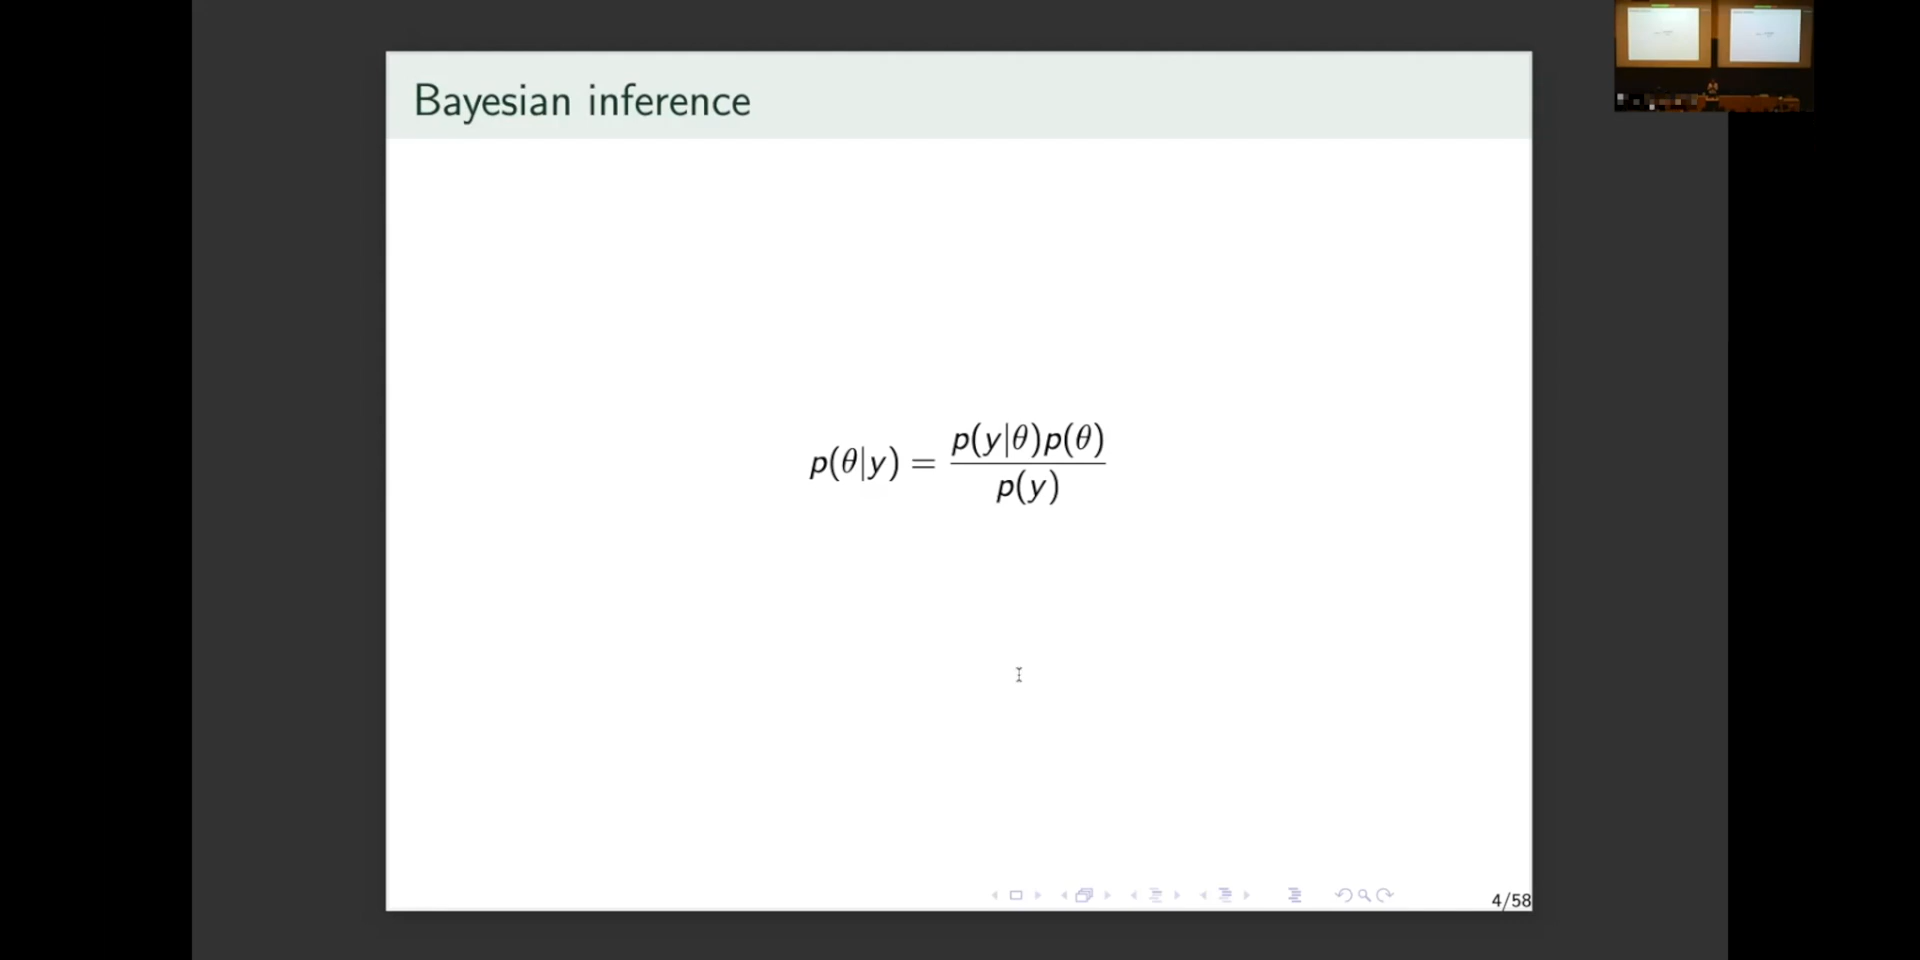 Bayesian inference
p(θ|y) = p(y|θ)p(θ) / p(y)
4/58